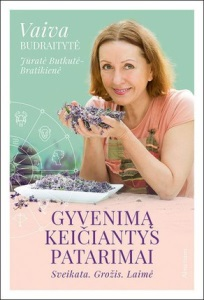 Vaiva
BUDRAITYTĖ
Jūratė Butkutė-
Bratikienė
GYVENIMĄ
KEIČIANTYS
PATARIMAI
Sveikata. Grožis. Laimė